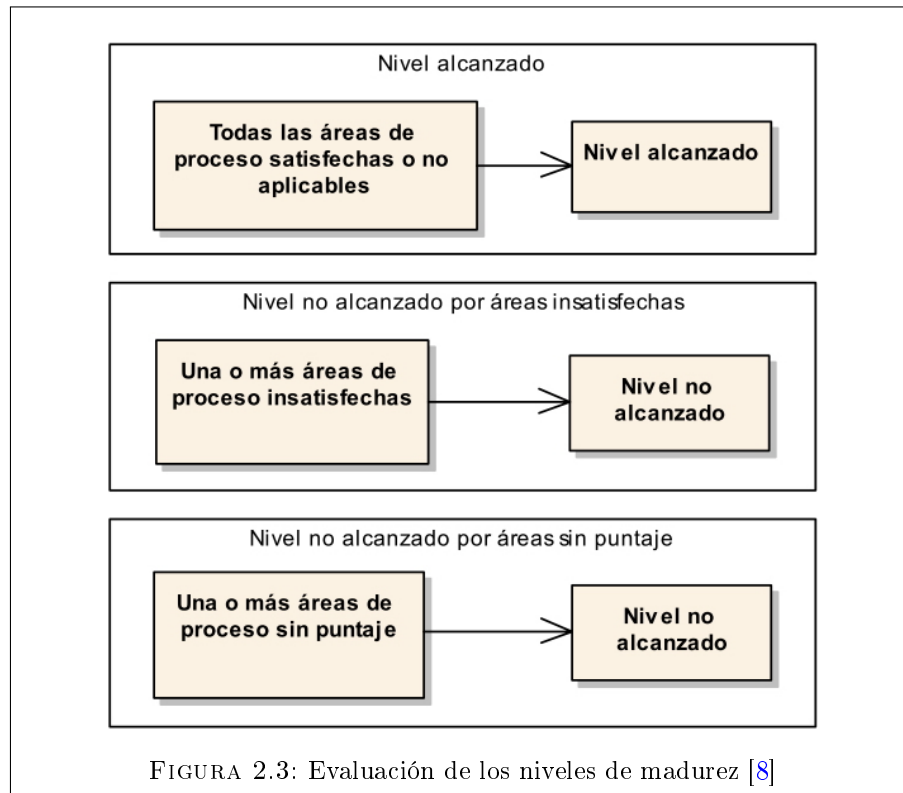 Nivel alcanzado
Todas las áreas de
proceso satisfechas o no
aplicables
Nivel alcanzado
Nivel no alcanzado por áreas insatisfechas
Una o más áreas de
proceso insatisfechas
Nivel no
alcanzado
Nivel no alcanzado por áreas sin puntaje
Una o más áreas de
proceso sin puntaje
Nivel no
alcanzado
FIGURA 2.3: Evaluación de los niveles de madurez [8]